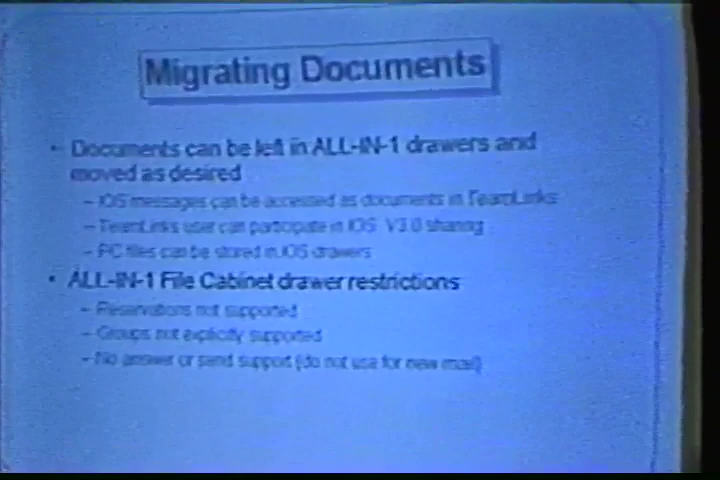 Migrating Documents
• Documents can be left in ALL-IN-1 drawers and
moved as desired
– IOS messages can be accessed as documents in TeamLinks
– TeamLinks user can participate in IOS V3.0 sharing
– PC files can be stored in IOS drawers
• ALL-IN-1 File Cabinet drawer restrictions
– Reservations not supported
– Groups not explicitly supported
– No answer or send support (do not use for new mail)